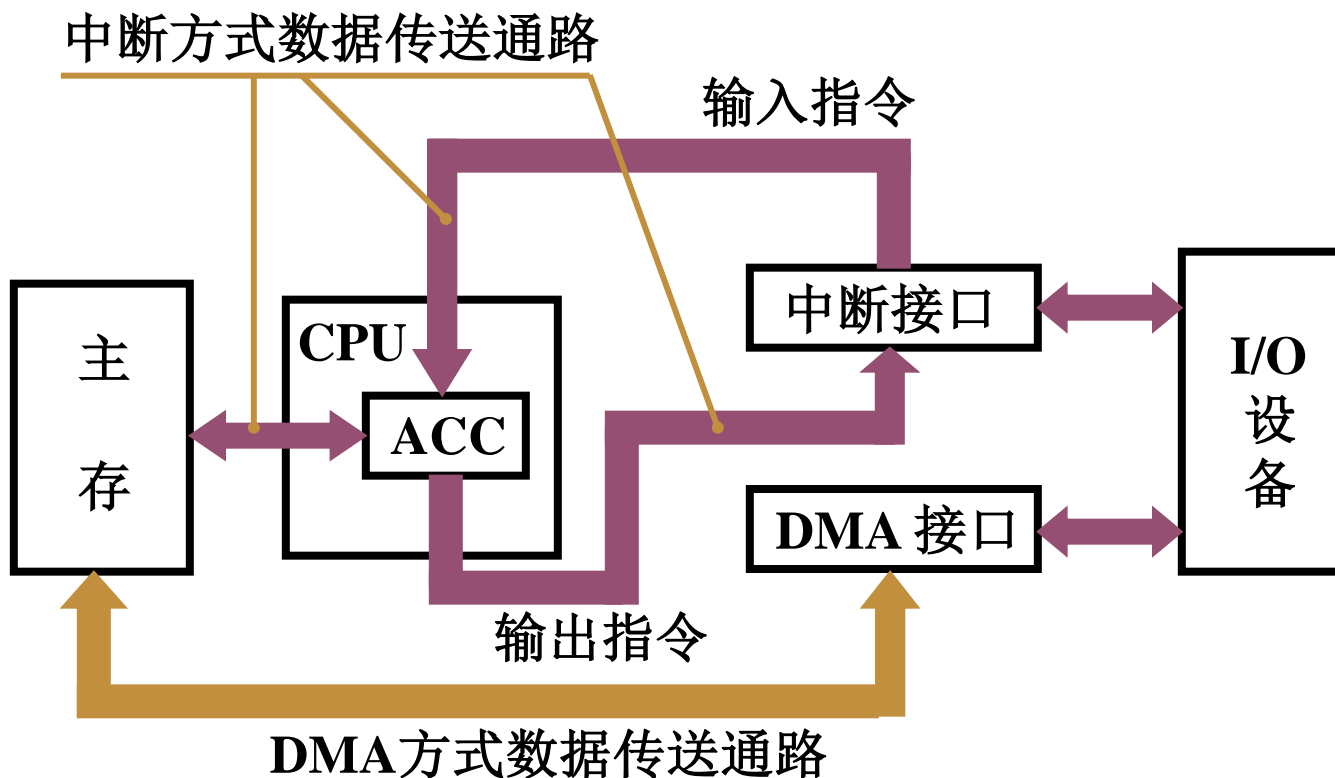 中断方式数据传送通路
输入指令
中断接口
主存
CPU
ACC
I/O
设备
DMA 接口
输出指令
DMA方式数据传送通路